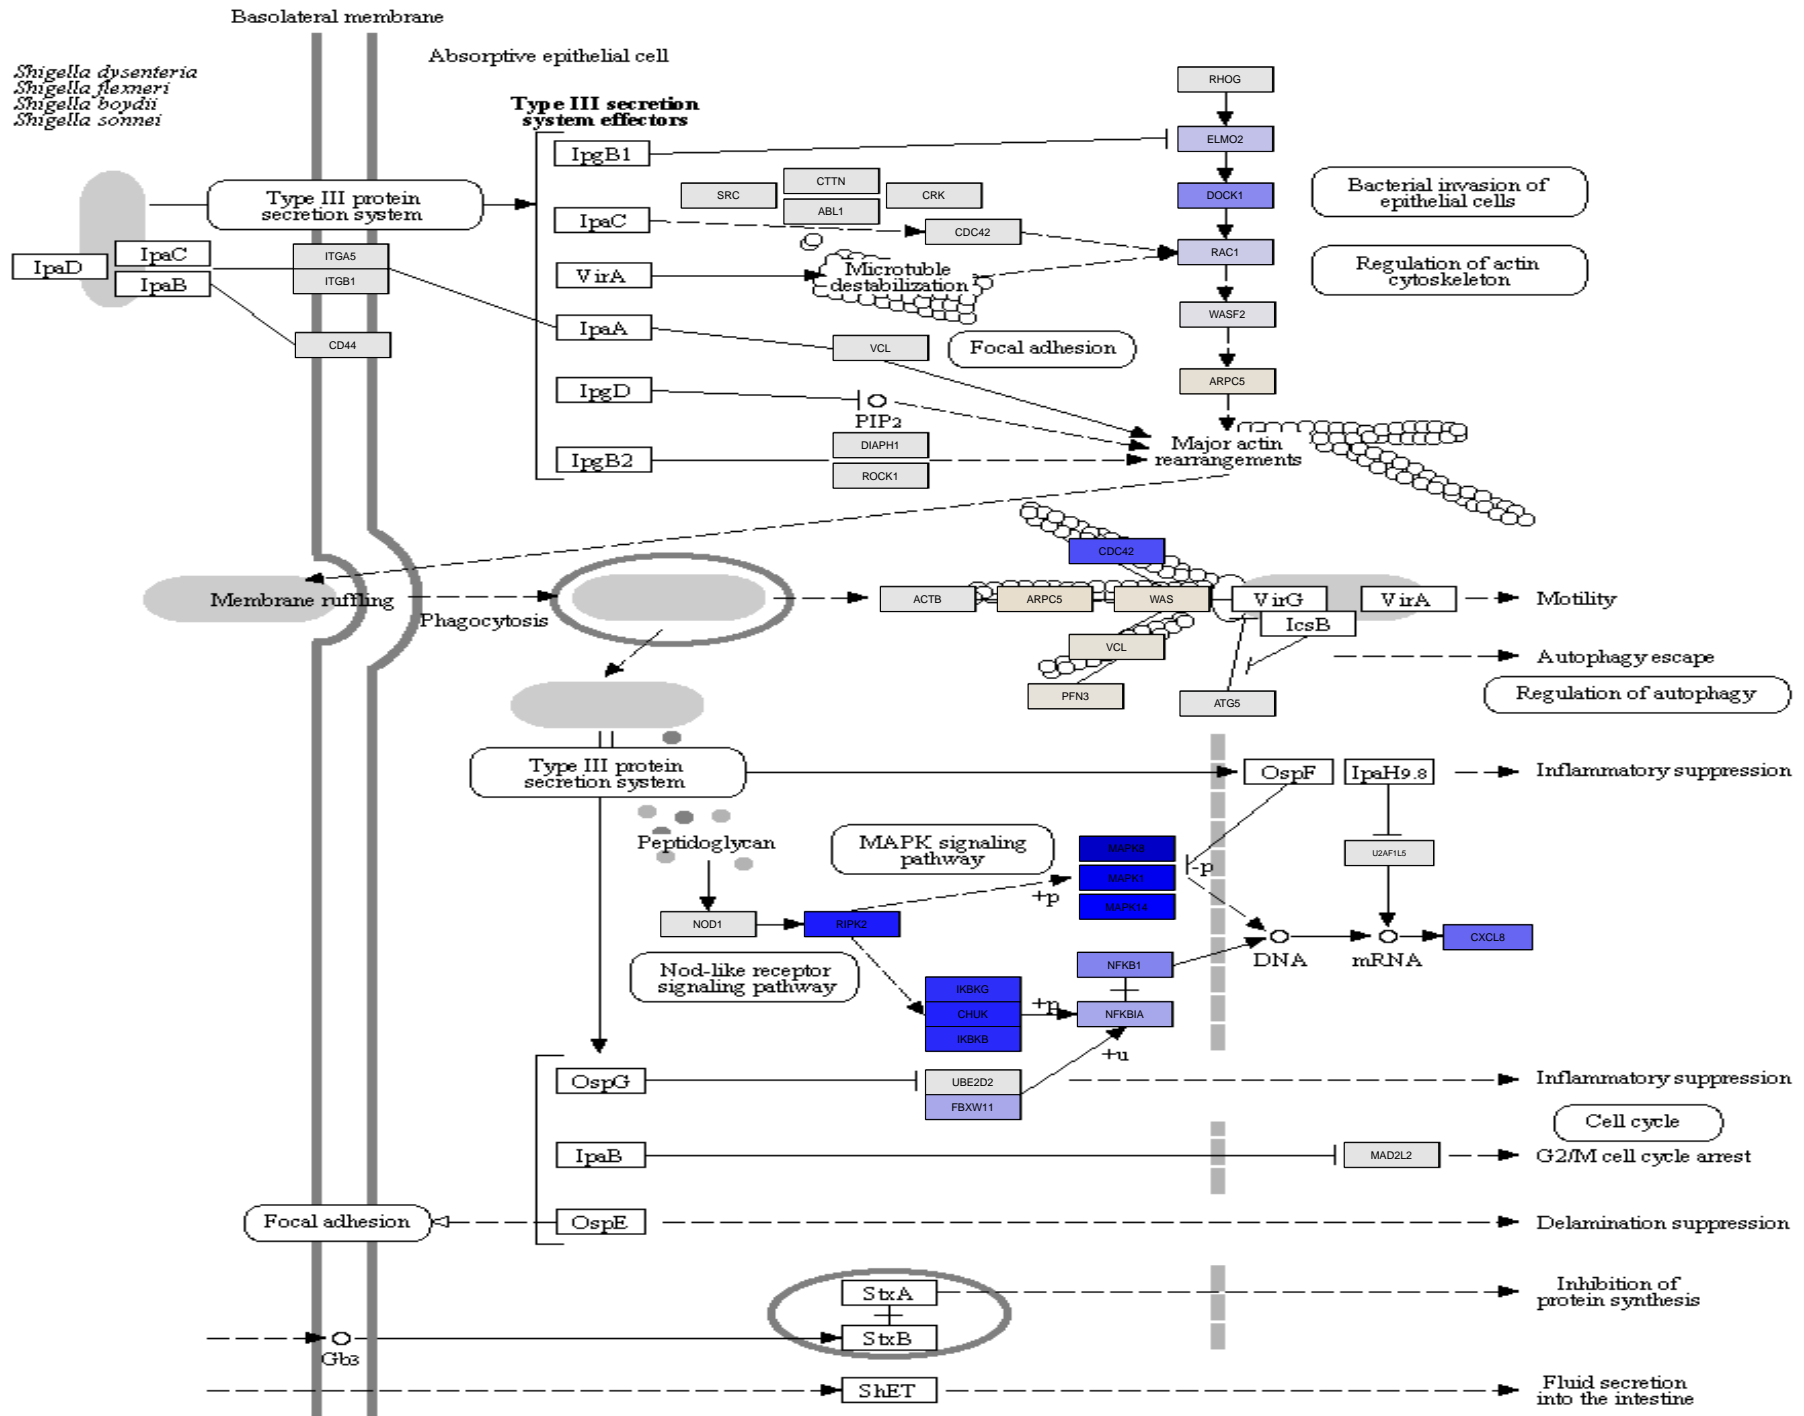 Basolateral membrane
Absorptive epithelial cell
Shigella dysenteria
Shigella flexneri
Shigella boydii
Shigella sonnei
Type III secretion
system effectors
RHOG
ELMO2
IpgB1
CTTN
SRC
CRK
ABL1
DOCK1
Bacterial invasion of
epithelial cells
Type III protein
secretion system
IpaC
CDC42
RAC1
IpaD
IpaC
IpaB
ITGA5
ITGB1
VirA
Microtuble
destabilization
Regulation of actin
cytoskeleton
WASF2
IpaA
CD44
VCL
Focal adhesion
ARPC5
IpgD
PIP2
DIAPH1
ROCK1
IpgB2
Major actin
rearrangements
CDC42
Membrane ruffling
Phagocytosis
ACTB
ARPC5
WAS
VirG
VirA
Motility
IcsB
VCL
Autophagy escape
PFN3
ATG5
Regulation of autophagy
Type III protein
secretion system
OspF
IpaH9.8
Inflammatory suppression
Peptidoglycan
MAPK signaling
pathway
MAPK8
MAPK1
MAPK14
-p
+p
U2AF1L5
NOD1
RIPK2
CXCL8
DNA
mRNA
Nod-like receptor
signaling pathway
NFKB1
IKBKG
CHUK
IKBKB
+p
NFKBIA
+u
OspG
UBE2D2
FBXW11
Inflammatory suppression
Cell cycle
IpaB
MAD2L2
G2/M cell cycle arrest
Focal adhesion
OspE
Delamination suppression
StxA
Inhibition of
protein synthesis
StxB
Gb3
ShET
Fluid secretion
into the intestine